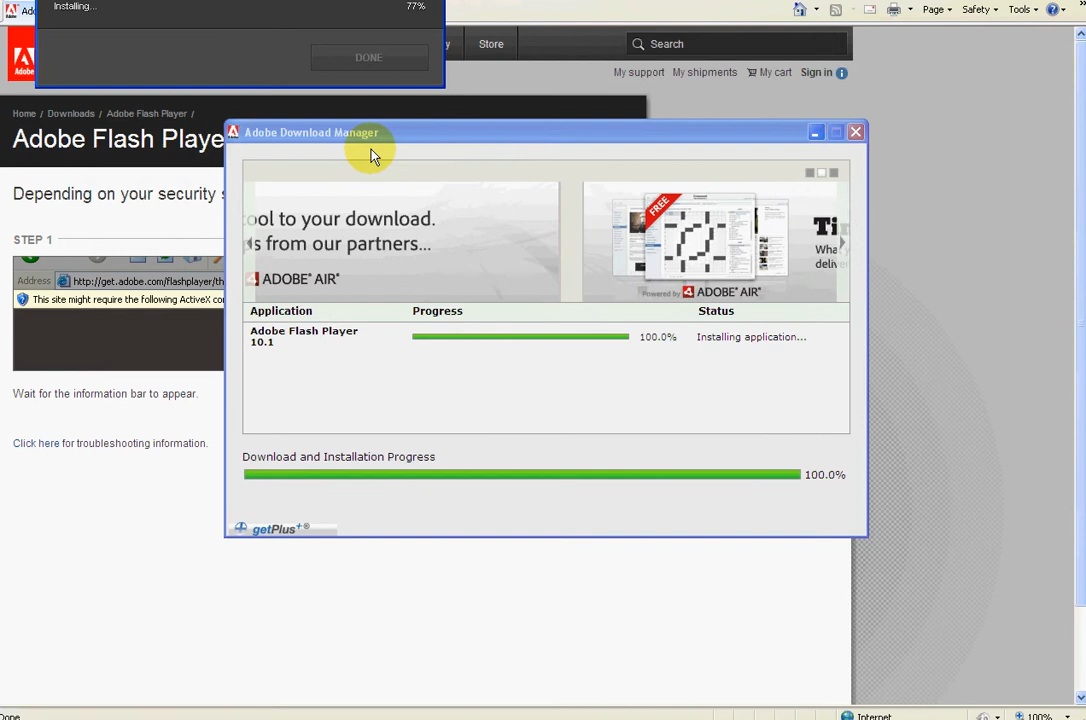 Installing... 77%
DONE
Page Safety Tools
Adobe
Store
Search
My support My shipments My cart Sign in
Home / Downloads / Adobe Flash Player /
Adobe Flash Playe
Adobe Download Manager
Depending on your security s
STEP 1
Address http://get.adobe.com/flashplayer/th
This site might require the following ActiveX cor
Wait for the information bar to appear.
Click here for troubleshooting information.
ool to your download.
s from our partners...
ADOBE® AIR®
FREE
Powered by ADOBE® AIR®
Ti
Wha
deliv
Application Progress Status
Adobe Flash Player 10.1 100.0% Installing application...
Download and Installation Progress
100.0%
getPlus+®
Done
Internet
100%